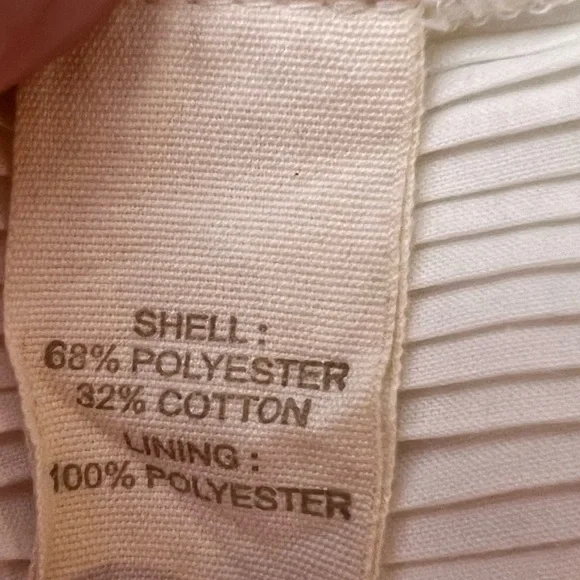 SHELL :
68% POLYESTER
32% COTTON
LINING :
100% POLYESTER